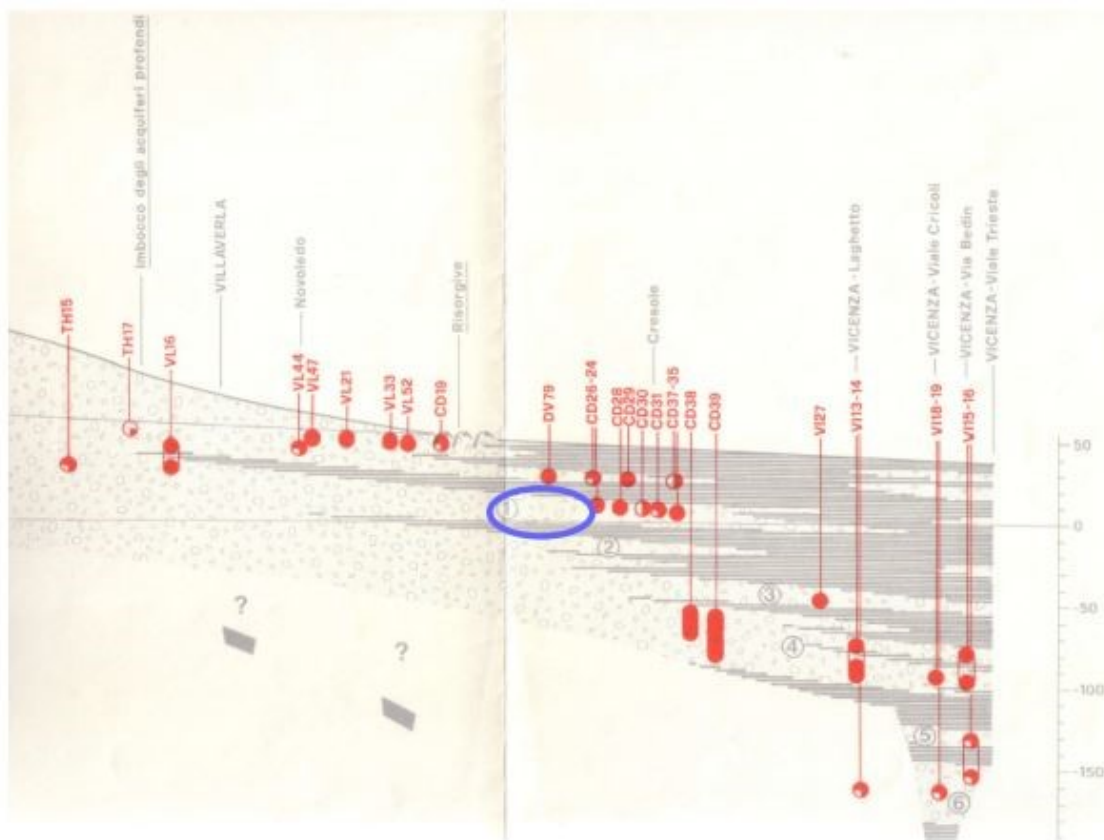 TH15
TH17
Imbocco degli acquiferi profondi
VL16
VILLAVERLA
VL44
Novoledo
VL47
VL21
VL33
VL52
CD19
Risorgive
DV79
CD26-24
CD28
CD29
CD30
Cresole
CD31
CD37-35
CD38
CD39
VI27
VI13-14
VICENZA-Laghetto
VI18-19
VICENZA-Viale Cricoli
VI15-16
VICENZA-Via Bedin
VICENZA-Viale Trieste
50
0
-50
-100
-150
1
2
3
4
5
6
?
?